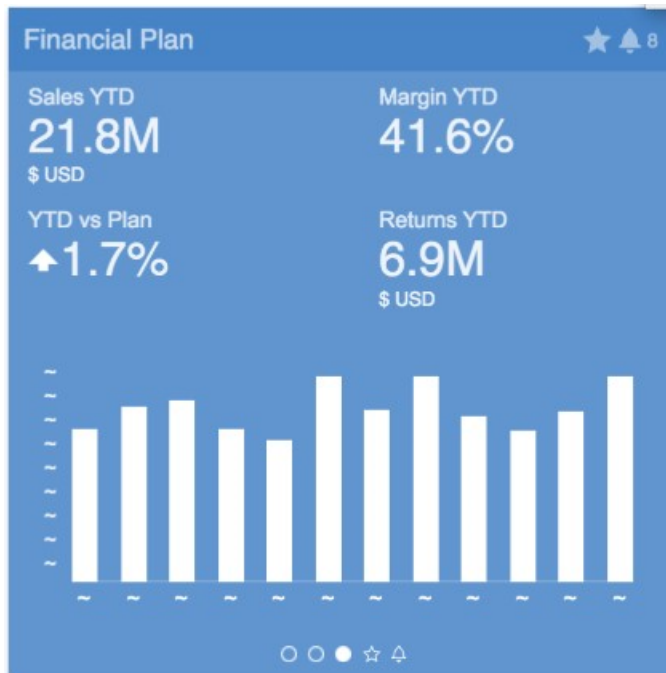 Financial Plan
8
Sales YTD
21.8M
$ USD
Margin YTD
41.6%
YTD vs Plan
1.7%
Returns YTD
6.9M
$ USD
~
~
~
~
~
~
~
~
~
~ ~ ~ ~ ~ ~ ~ ~ ~ ~ ~ ~